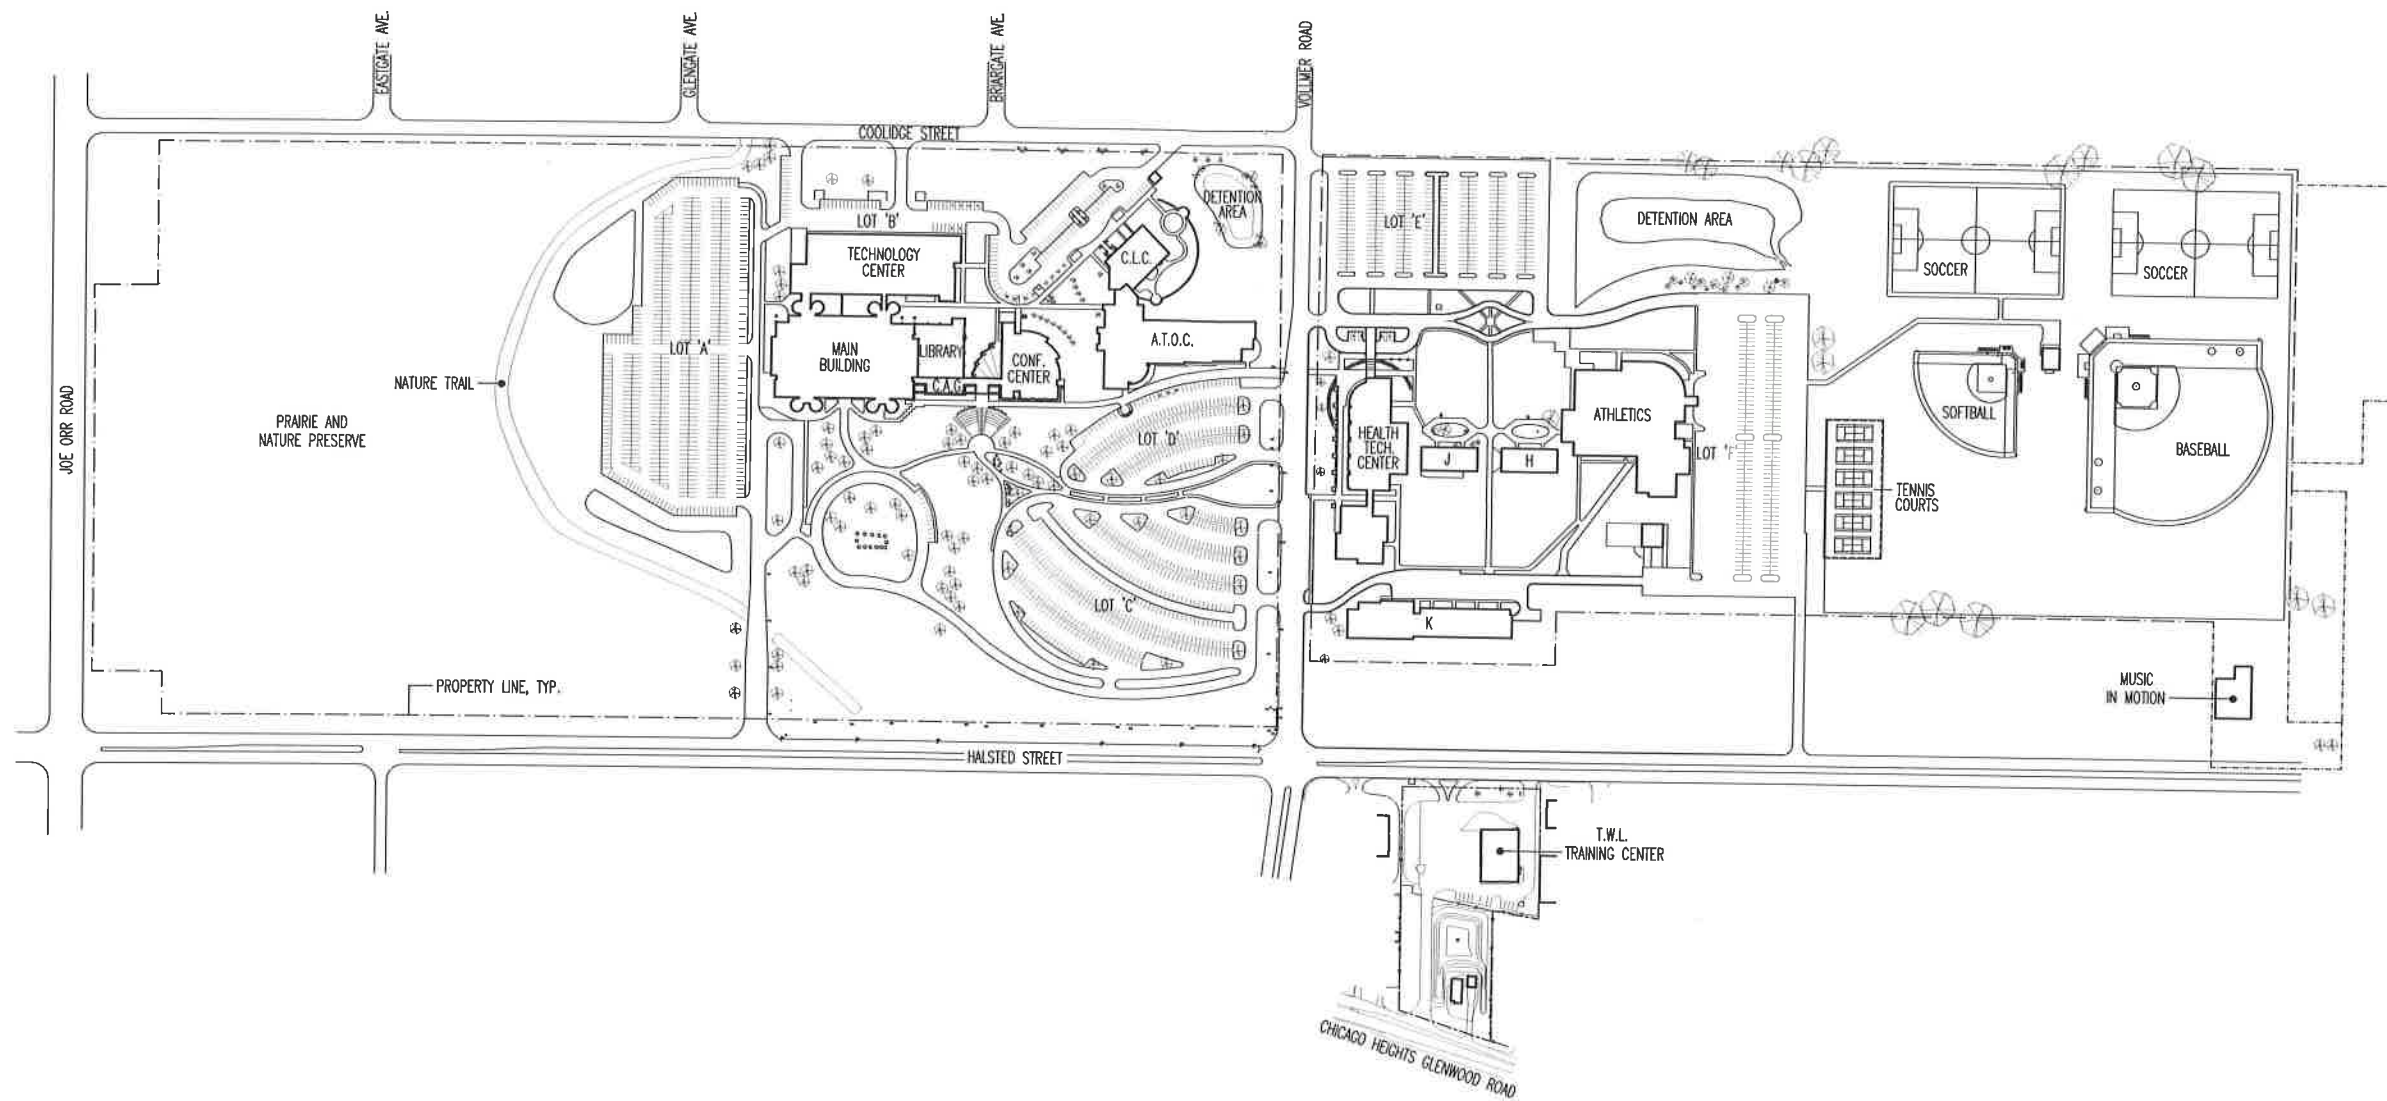 EASTGATE AVE.
GLENGATE AVE.
BRIARGATE AVE.
VOLLMER ROAD
COOLIDGE STREET
JOE ORR ROAD
PRAIRIE AND
NATURE PRESERVE
NATURE TRAIL
PROPERTY LINE, TYP.
LOT 'A'
LOT 'B'
TECHNOLOGY
CENTER
MAIN
BUILDING
LIBRARY
C.A.C.
CONF.
CENTER
C.L.C.
A.T.O.C.
DETENTION
AREA
LOT 'D'
LOT 'C'
HALSTED STREET
LOT 'E'
DETENTION AREA
HEALTH
TECH.
CENTER
J
H
ATHLETICS
LOT 'F'
K
SOCCER
SOCCER
SOFTBALL
BASEBALL
TENNIS
COURTS
MUSIC
IN MOTION
T.W.L.
TRAINING CENTER
CHICAGO HEIGHTS GLENWOOD ROAD